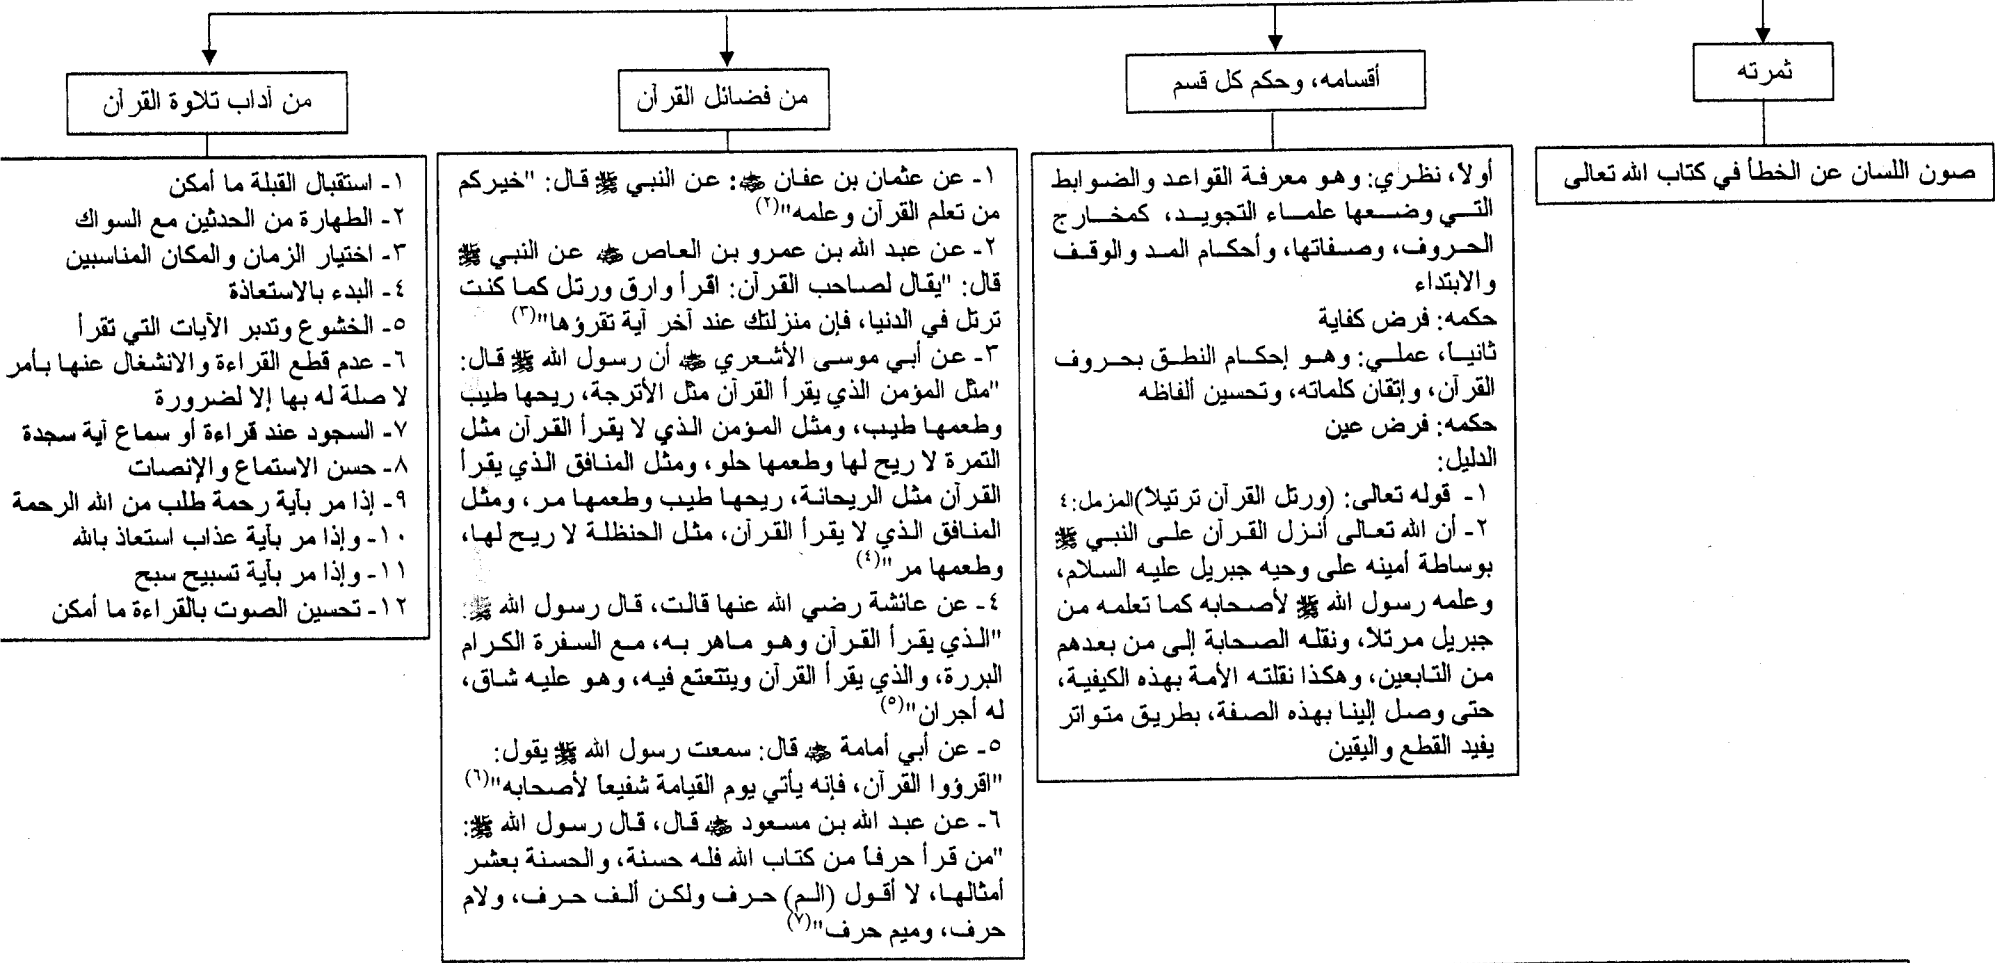 ثمرته
صون اللسان عن الخطأ في كتاب الله تعالى
أقسامه، وحكم كل قسم
أولاً، نظري: وهو معرفة القواعد والضوابط
التي وضعها علماء التجويد، كمخارج
الحروف، وصفاتها، وأحكام المد والوقف
والابتداء
حكمه: فرض كفاية
ثانياً، عملي: وهو إحكام النطق بحروف
القرآن، وإتقان كلماته، وتحسين ألفاظه
حكمه: فرض عين
الدليل:
١- قوله تعالى: (ورتل القرآن ترتيلاً)المزمل:٤
٢- أن الله تعالى أنزل القرآن على النبي ﷺ
بوساطة أمينه على وحيه جبريل عليه السلام،
وعلمه رسول الله ﷺ لأصحابه كما تعلمه من
جبريل مرتلاً، ونقله الصحابة إلى من بعدهم
من التابعين، وهكذا نقلته الأمة بهذه الكيفية،
حتى وصل إلينا بهذه الصفة، بطريق متواتر
يفيد القطع واليقين
من فضائل القرآن
١- عن عثمان بن عفان ﷺ: عن النبي ﷺ قال: "خيركم
من تعلم القرآن وعلمه"(٢)
٢- عن عبد الله بن عمرو بن العاص عن النبي ﷺ
قال: "يقال لصاحب القرآن: اقرأ وارق ورتل كما كنت
ترتل في الدنيا، فإن منزلتك عند آخر آية تقرؤها"(٣)
٣- عن أبي موسى الأشعري أن رسول الله ﷺ قال:
"مثل المؤمن الذي يقرأ القرآن مثل الأترجة، ريحها طيب
وطعمها طيب، ومثل المؤمن الذي لا يقرأ القرآن مثل
التمرة لا ريح لها وطعمها حلو، ومثل المنافق الذي يقرأ
القرآن مثل الريحانة، ريحها طيب وطعمها مر، ومثل
المنافق الذي لا يقرأ القرآن، مثل الحنظلة لا ريح لها،
وطعمها مر"(٤)
٤- عن عائشة رضي الله عنها قالت، قال رسول الله ﷺ:
"الذي يقرأ القرآن وهو ماهر به، مع السفرة الكرام
البررة، والذي يقرأ القرآن ويتتعتع فيه، وهو عليه شاق،
له أجران"(٥)
٥- عن أبي أمامة قال: سمعت رسول الله ﷺ يقول:
"اقرؤوا القرآن، فإنه يأتي يوم القيامة شفيعاً لأصحابه"(٦)
٦- عن عبد الله بن مسعود قال، قال رسول الله ﷺ:
"من قرأ حرفاً من كتاب الله فله حسنة، والحسنة بعشر
أمثالها، لا أقول (الم) حرف ولكن ألف حرف، ولام
حرف، وميم حرف"(٧)
من آداب تلاوة القرآن
١- استقبال القبلة ما أمكن
٢- الطهارة من الحدثين مع السواك
٣- اختيار الزمان والمكان المناسبين
٤- البدء بالاستعاذة
٥- الخشوع وتدبر الآيات التي تقرأ
٦- عدم قطع القراءة والانشغال عنها بأمر
لا صلة له بها إلا لضرورة
٧- السجود عند قراءة أو سماع آية سجدة
٨- حسن الاستماع والإنصات
٩- إذا مر بآية رحمة طلب من الله الرحمة
١٠- وإذا مر بآية عذاب استعاذ بالله
١١- وإذا مر بآية تسبيح سبح
١٢- تحسين الصوت بالقراءة ما أمكن